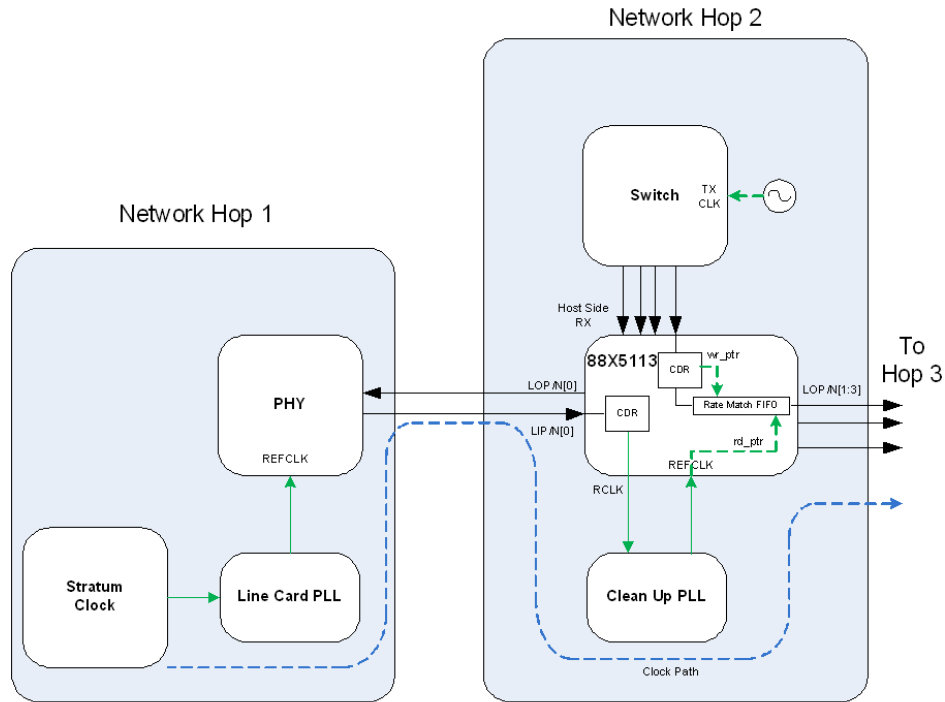 Network Hop 2
Switch
TX
CLK
Network Hop 1
Host Side
RX
88X5113
CDR
wr_ptr
To
Hop 3
LOP/N[0]
LOP/N[1:3]
PHY
CDR
Rate Match FIFO
LIP/N[0]
rd_ptr
REFCLK
REFCLK
RCLK
Stratum
Clock
Line Card PLL
Clean Up PLL
Clock Path